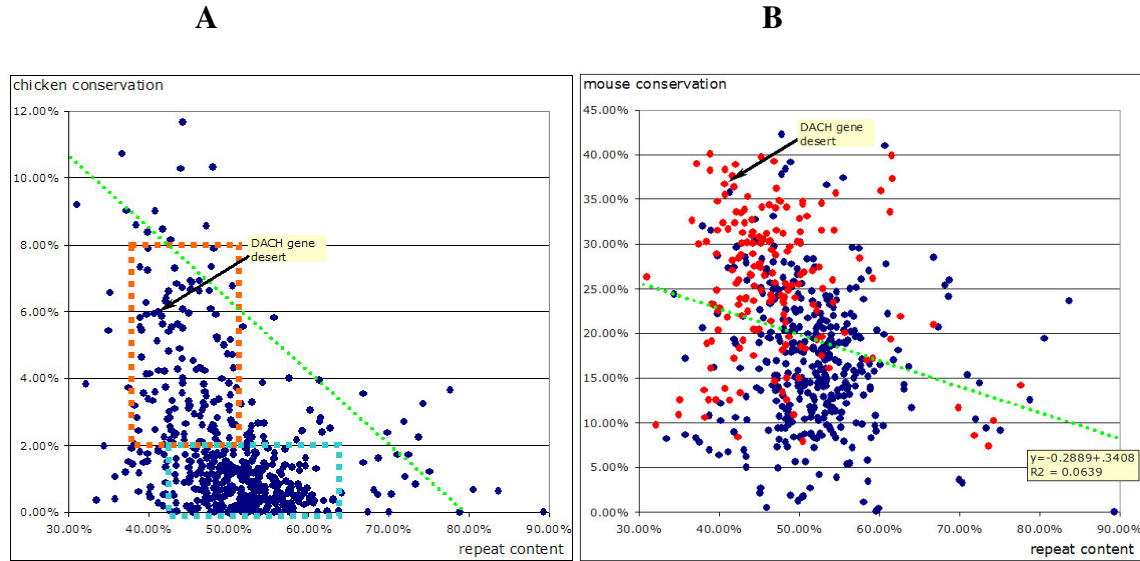 A
B
chicken conservation
12.00%
10.00%
8.00%
6.00%
4.00%
2.00%
0.00%
DACH gene
desert
30.00% 40.00% 50.00% 60.00% 70.00% 80.00% 90.00%
repeat content
mouse conservation
45.00%
40.00%
35.00%
30.00%
25.00%
20.00%
15.00%
10.00%
5.00%
0.00%
DACH gene
desert
y=-0.2889+.3408
R2 = 0.0639
30.00% 40.00% 50.00% 60.00% 70.00% 80.00% 90.00%
repeat content